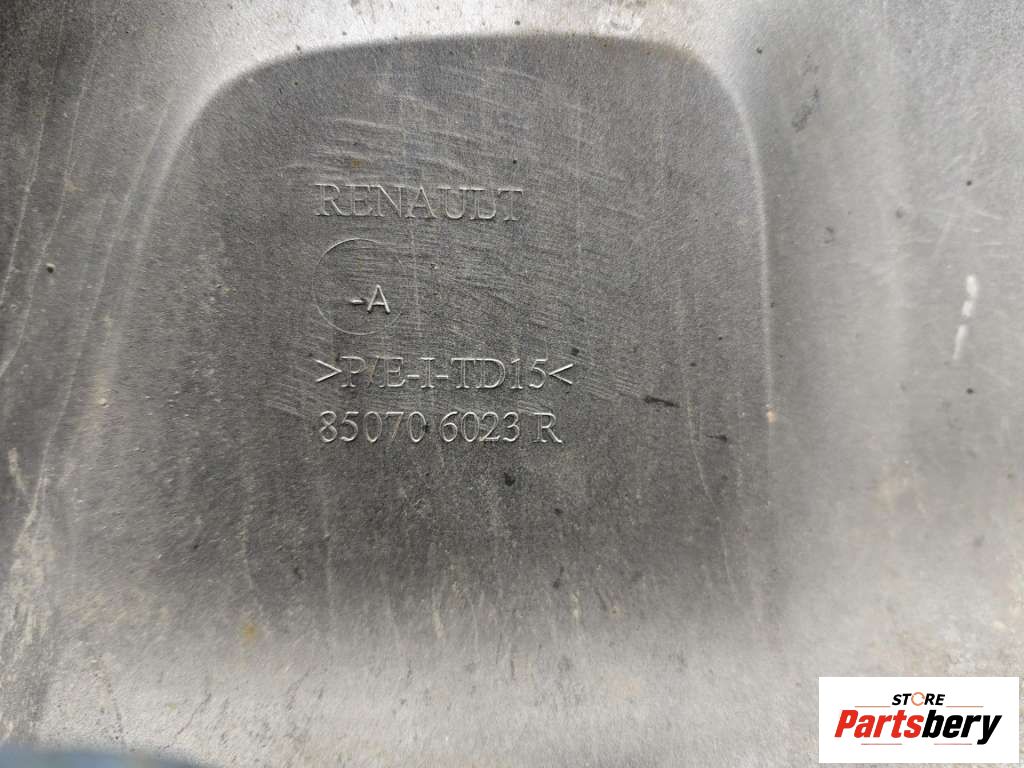 RENAULT
-A
>P/E-I-TD15<
85070 6023 R
STORE
Partsbery